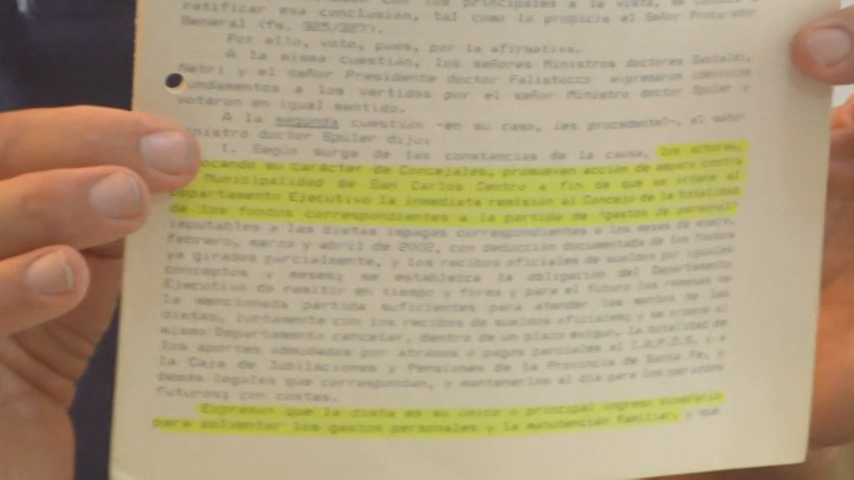 con los principales a la vista,
ratificar esa conclusión, tal como lo propicia el Señor Procurador
General (fs. 325/327).
Por ello, voto, pues, por la afirmativa.
A la misma cuestión, los señores Ministros doctores
Netri y el señor Presidente doctor Falistocco expresaron idénticos
fundamentos a los vertidos por el señor Ministro doctor Spuler y
votaron en igual sentido.
A la segunda cuestión -en su caso, ¿es procedente?-, el señor
Ministro doctor Spuler dijo:
1. Según surge de las constancias de la causa, los actores,
invocando su carácter de Concejales, promueven acción de amparo contra
Municipalidad de San Carlos Centro a fin de que se ordene al
Departamento Ejecutivo la inmediata remisión al Concejo de la totalidad
de los fondos correspondientes a la partida de "gastos de personal"
imputables a las dietas impagas correspondientes a los meses de enero,
febrero, marzo y abril de 2002, con deducción documentada de los fondos
ya girados parcialmente, y los recibos oficiales de sueldos por iguales
conceptos y meses; se establezca la obligación del Departamento
Ejecutivo de remitir en tiempo y forma y para el futuro las remesas de
la mencionada partida suficientes para atender los montos de las
dietas, juntamente con los recibos de sueldos oficiales; y se ordene al
mismo Departamento cancelar, dentro de un plazo exiguo, la totalidad de
los aportes adeudados por atrasos o pagos parciales al I.A.P.O.S. y a
la Caja de Jubilaciones y Pensiones de la Provincia de Santa Fe, y
demás legales que correspondan, y mantenerlos al día para los períodos
futuros; con costas.
Expresan que la dieta es su único o principal ingreso dinerario
para solventar los gastos personales y la manutención familiar, y que